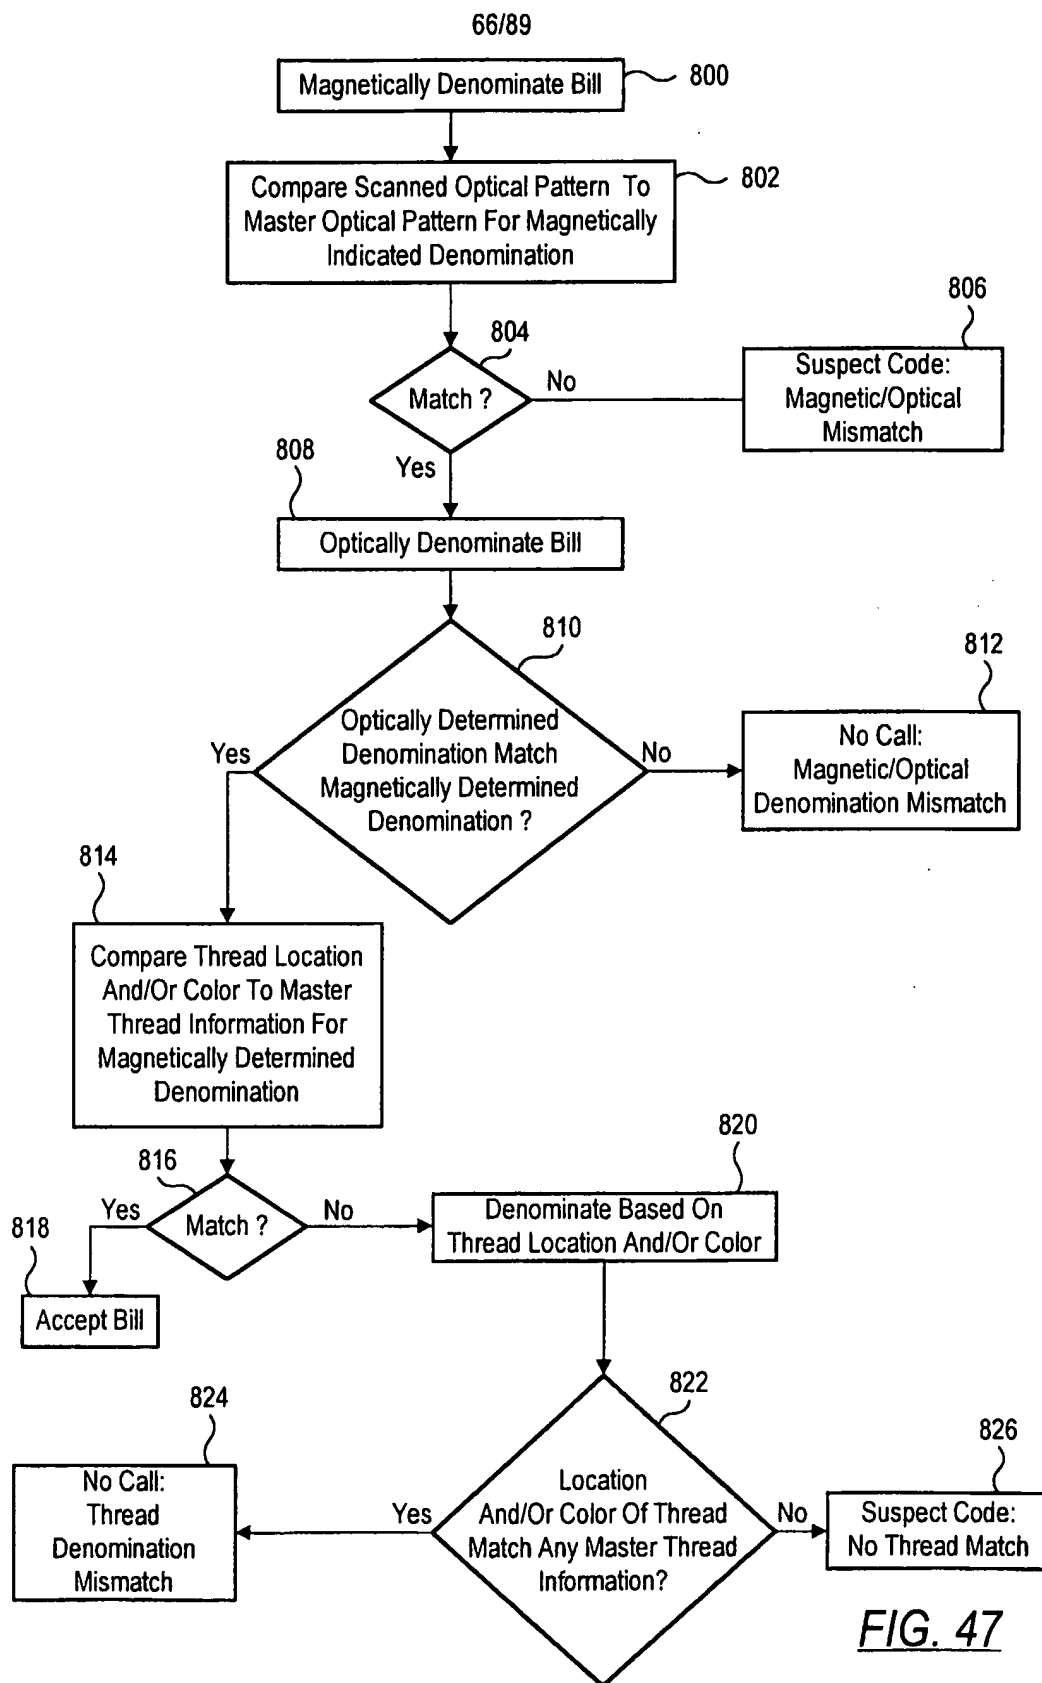 66/89
Magnetically Denominate Bill
800
Compare Scanned Optical Pattern To
Master Optical Pattern For Magnetically
Indicated Denomination
802
804
Match ?
No
806
Suspect Code:
Magnetic/Optical
Mismatch
Yes
808
Optically Denominate Bill
810
Optically Determined
Denomination Match
Magnetically Determined
Denomination ?
Yes
No
812
No Call:
Magnetic/Optical
Denomination Mismatch
814
Compare Thread Location
And/Or Color To Master
Thread Information For
Magnetically Determined
Denomination
816
Match ?
Yes
No
818
Accept Bill
820
Denominate Based On
Thread Location And/Or Color
822
Location
And/Or Color Of Thread
Match Any Master Thread
Information?
Yes
No
824
No Call:
Thread
Denomination
Mismatch
826
Suspect Code:
No Thread Match
FIG. 47